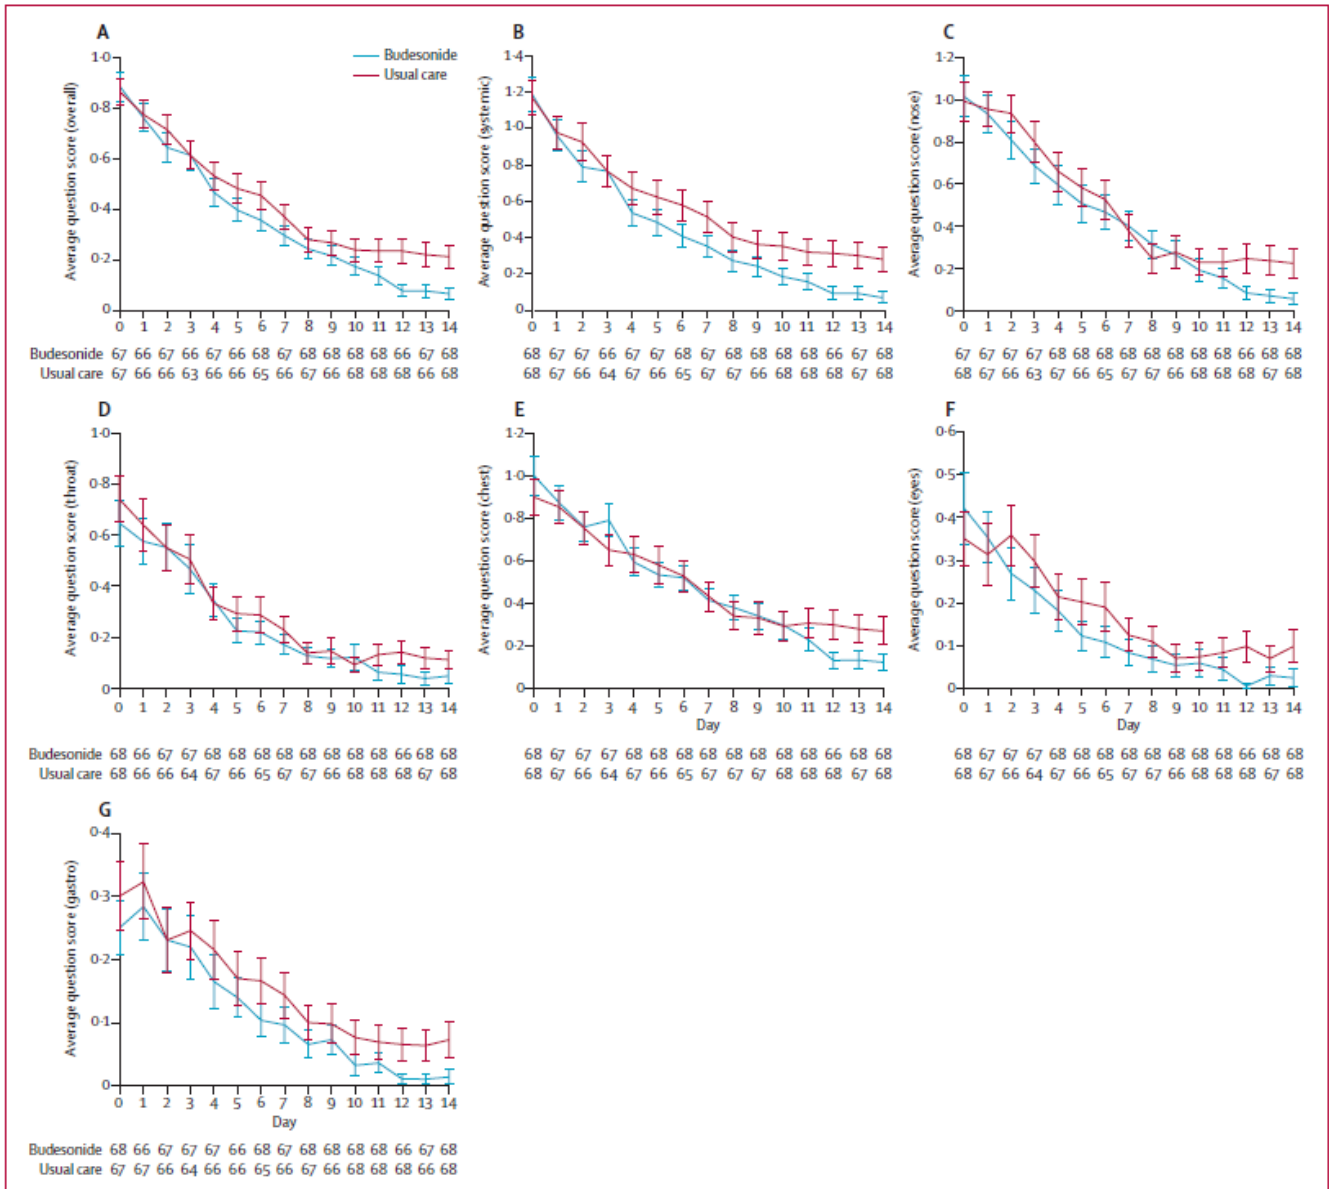 A
Budesonide
Usual care
Average question score (overall)
1·0
0·8
0·6
0·4
0·2
0
0 1 2 3 4 5 6 7 8 9 10 11 12 13 14
Budesonide 67 66 67 66 67 66 68 67 68 68 68 68 66 67 68
Usual care 67 66 66 63 66 66 65 66 67 66 68 68 68 66 68
B
Average question score (systemic)
1·4
1·2
1·0
0·8
0·6
0·4
0·2
0
0 1 2 3 4 5 6 7 8 9 10 11 12 13 14
68 67 67 66 67 67 68 67 68 68 68 68 66 67 68
68 67 66 64 67 66 65 67 67 66 68 68 68 67 68
C
Average question score (nose)
1·2
1·0
0·8
0·6
0·4
0·2
0
0 1 2 3 4 5 6 7 8 9 10 11 12 13 14
67 67 67 67 68 68 68 68 68 68 68 68 66 68 68
68 67 66 63 67 66 65 67 67 66 68 68 68 67 68
D
Average question score (throat)
1·0
0·8
0·6
0·4
0·2
0
0 1 2 3 4 5 6 7 8 9 10 11 12 13 14
Budesonide 68 66 67 67 68 68 68 68 68 68 68 68 66 68 68
Usual care 68 66 66 64 67 66 65 67 67 66 68 68 68 67 68
E
Average question score (chest)
1·2
1·0
0·8
0·6
0·4
0·2
0
0 1 2 3 4 5 6 7 8 9 10 11 12 13 14
Day
68 67 67 67 68 68 68 68 68 68 68 68 66 68 68
68 67 66 64 67 66 65 67 67 67 68 68 68 67 68
F
Average question score (eyes)
0·6
0·5
0·4
0·3
0·2
0·1
0
0 1 2 3 4 5 6 7 8 9 10 11 12 13 14
Day
68 67 67 67 68 68 68 68 68 68 68 68 66 68 68
68 67 66 64 67 66 65 67 67 66 68 68 68 67 68
G
Average question score (gastro)
0·4
0·3
0·2
0·1
0
0 1 2 3 4 5 6 7 8 9 10 11 12 13 14
Day
Budesonide 68 66 67 67 67 66 68 67 68 68 68 68 66 67 68
Usual care 67 67 66 64 66 66 65 66 67 66 68 68 68 66 68